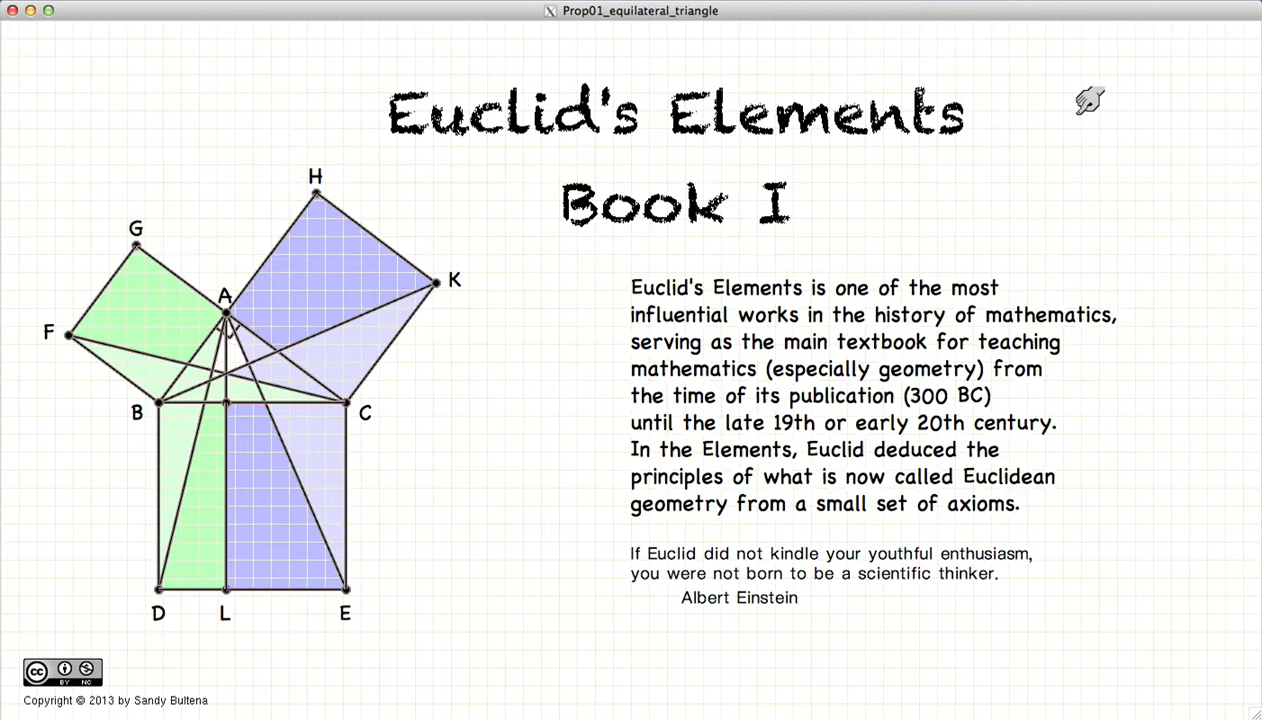 Prop01_equilateral_triangle
Euclid's Elements
Book I
H
G
K
A
F
B
C
D
L
E
Euclid's Elements is one of the most
influential works in the history of mathematics,
serving as the main textbook for teaching
mathematics (especially geometry) from
the time of its publication (300 BC)
until the late 19th or early 20th century.
In the Elements, Euclid deduced the
principles of what is now called Euclidean
geometry from a small set of axioms.
If Euclid did not kindle your youthful enthusiasm,
you were not born to be a scientific thinker.
Albert Einstein
cc BY NC
Copyright © 2013 by Sandy Bultena